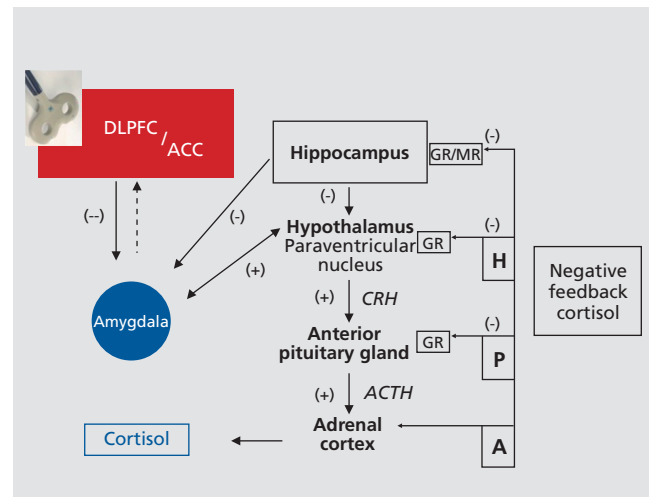 DLPFC
/
ACC
Hippocampus
GR/MR
(-)
(--)
(-)
(-)
Hypothalamus
Paraventricular
nucleus
GR
(-)
H
(+)
Negative
feedback
cortisol
(+)
CRH
Amygdala
Anterior
pituitary gland
GR
(-)
P
(+)
ACTH
Adrenal
cortex
A
Cortisol